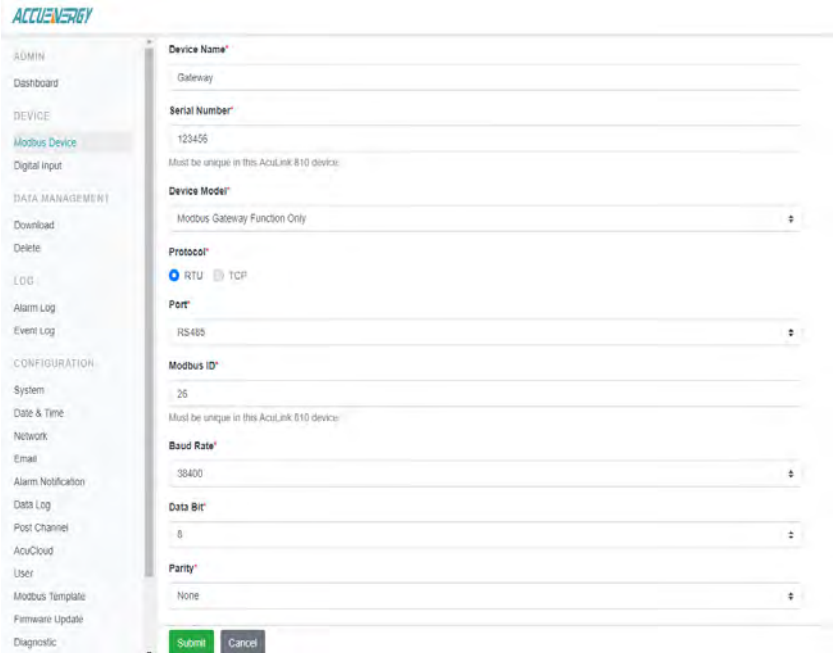 ACCUENERGY
ADMIN
Dashboard
DEVICE
Modbus Device
Digital Input
DATA MANAGEMENT
Download
Delete
LOG
Alarm Log
Event Log
CONFIGURATION
System
Date & Time
Network
Email
Alarm Notification
Data Log
Post Channel
AcuCloud
User
Modbus Template
Firmware Update
Diagnostic
Device Name*
Gateway
Serial Number*
123456
Must be unique in this AcuLink 810 device.
Device Model*
Modbus Gateway Function Only
Protocol*
RTU TCP
Port*
RS485
Modbus ID*
26
Must be unique in this AcuLink 810 device.
Baud Rate*
38400
Data Bit*
8
Parity*
None
Submit Cancel